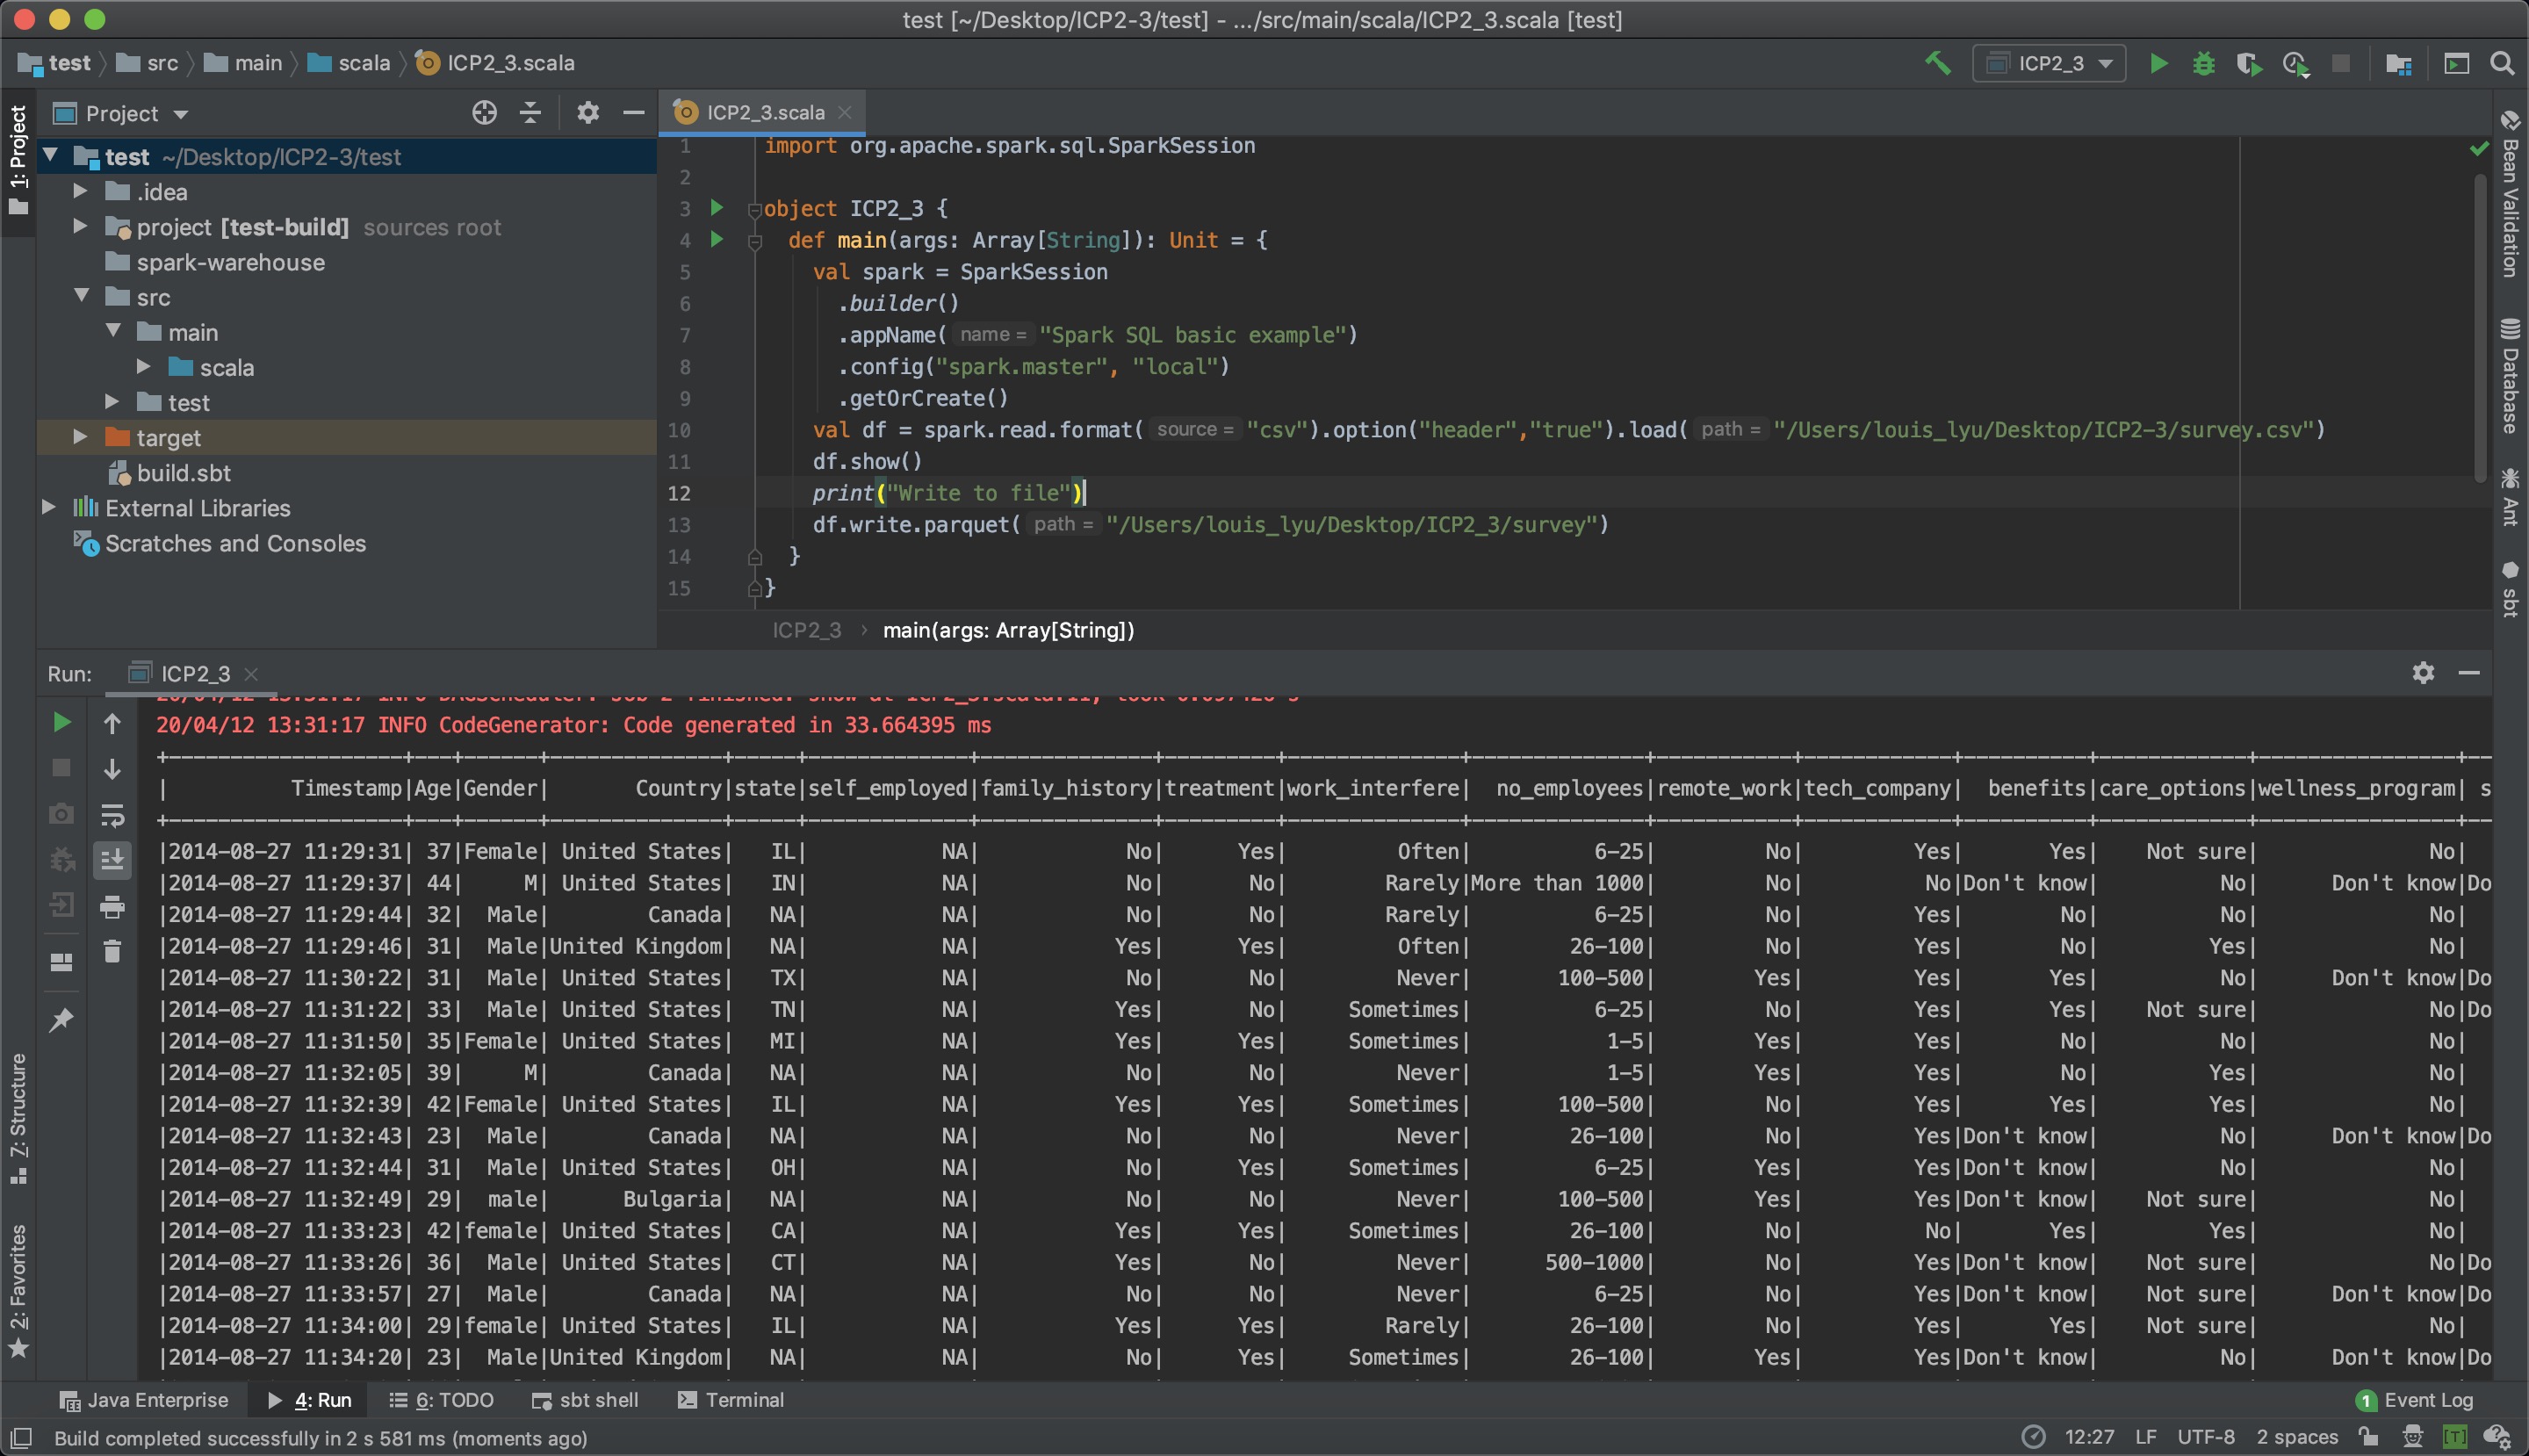 test [~/Desktop/ICP2-3/test] - .../src/main/scala/ICP2_3.scala [test]
test src main scala ICP2_3.scala
ICP2_3
1: Project
Project
ICP2_3.scala
test ~/Desktop/ICP2-3/test
.idea
project [test-build] sources root
spark-warehouse
src
main
scala
test
target
build.sbt
External Libraries
Scratches and Consoles
1 import org.apache.spark.sql.SparkSession
2
3 object ICP2_3 {
4 def main(args: Array[String]): Unit = {
5 val spark = SparkSession
6 .builder()
7 .appName( name = "Spark SQL basic example")
8 .config("spark.master", "local")
9 .getOrCreate()
10 val df = spark.read.format( source = "csv").option("header","true").load( path = "/Users/louis_lyu/Desktop/ICP2-3/survey.csv")
11 df.show()
12 print("Write to file")
13 df.write.parquet( path = "/Users/louis_lyu/Desktop/ICP2_3/survey")
14 }
15 }
ICP2_3 › main(args: Array[String])
Bean Validation
Database
Ant
sbt
Run: ICP2_3
20/04/12 13:31:17 INFO CodeGenerator: Code generated in 33.664395 ms
+-------------------+---+------+--------------+-----+-------------+--------------+---------+--------------+--------------+-----------+------------+----------+------------+----------------+--
| Timestamp|Age|Gender| Country|state|self_employed|family_history|treatment|work_interfere| no_employees|remote_work|tech_company| benefits|care_options|wellness_program| s
+-------------------+---+------+--------------+-----+-------------+--------------+---------+--------------+--------------+-----------+------------+----------+------------+----------------+--
|2014-08-27 11:29:31| 37|Female| United States| IL| NA| No| Yes| Often| 6-25| No| Yes| Yes| Not sure| No|
|2014-08-27 11:29:37| 44| M| United States| IN| NA| No| No| Rarely|More than 1000| No| No|Don't know| No| Don't know|Do
|2014-08-27 11:29:44| 32| Male| Canada| NA| NA| No| No| Rarely| 6-25| No| Yes| No| No| No|
|2014-08-27 11:29:46| 31| Male|United Kingdom| NA| NA| Yes| Yes| Often| 26-100| No| Yes| No| Yes| No|
|2014-08-27 11:30:22| 31| Male| United States| TX| NA| No| No| Never| 100-500| Yes| Yes| Yes| No| Don't know|Do
|2014-08-27 11:31:22| 33| Male| United States| TN| NA| Yes| No| Sometimes| 6-25| No| Yes| Yes| Not sure| No|Do
|2014-08-27 11:31:50| 35|Female| United States| MI| NA| Yes| Yes| Sometimes| 1-5| Yes| Yes| No| No| No|
|2014-08-27 11:32:05| 39| M| Canada| NA| NA| No| No| Never| 1-5| Yes| Yes| No| Yes| No|
|2014-08-27 11:32:39| 42|Female| United States| IL| NA| Yes| Yes| Sometimes| 100-500| No| Yes| Yes| Yes| No|
|2014-08-27 11:32:43| 23| Male| Canada| NA| NA| No| No| Never| 26-100| No| Yes|Don't know| No| Don't know|Do
|2014-08-27 11:32:44| 31| Male| United States| OH| NA| No| Yes| Sometimes| 6-25| Yes| Yes|Don't know| No| No|
|2014-08-27 11:32:49| 29| male| Bulgaria| NA| NA| No| No| Never| 100-500| Yes| Yes|Don't know| Not sure| No|
|2014-08-27 11:33:23| 42|female| United States| CA| NA| Yes| Yes| Sometimes| 26-100| No| No| Yes| Yes| No|
|2014-08-27 11:33:26| 36| Male| United States| CT| NA| Yes| No| Never| 500-1000| No| Yes|Don't know| Not sure| No|Do
|2014-08-27 11:33:57| 27| Male| Canada| NA| NA| No| No| Never| 6-25| No| Yes|Don't know| Not sure| Don't know|Do
|2014-08-27 11:34:00| 29|female| United States| IL| NA| Yes| Yes| Rarely| 26-100| No| Yes| Yes| Not sure| No|
|2014-08-27 11:34:20| 23| Male|United Kingdom| NA| NA| No| Yes| Sometimes| 26-100| Yes| Yes|Don't know| No| Don't know|Do
7: Structure
2: Favorites
Java Enterprise 4: Run 6: TODO sbt shell Terminal 1 Event Log
Build completed successfully in 2 s 581 ms (moments ago) 12:27 LF UTF-8 2 spaces [T]